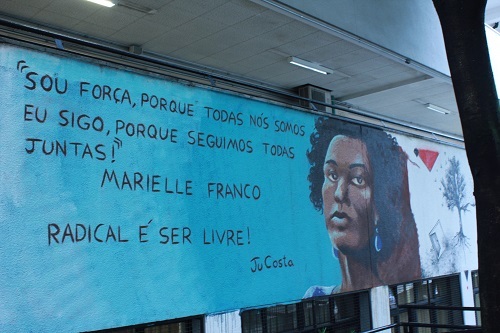 "SOU FORÇA, PORQUE TODAS NÓS SOMOS
EU SIGO, PORQUE SEGUIMOS TODAS
JUNTAS!"
MARIELLE FRANCO
RADICAL É SER LIVRE!
Ju Costa